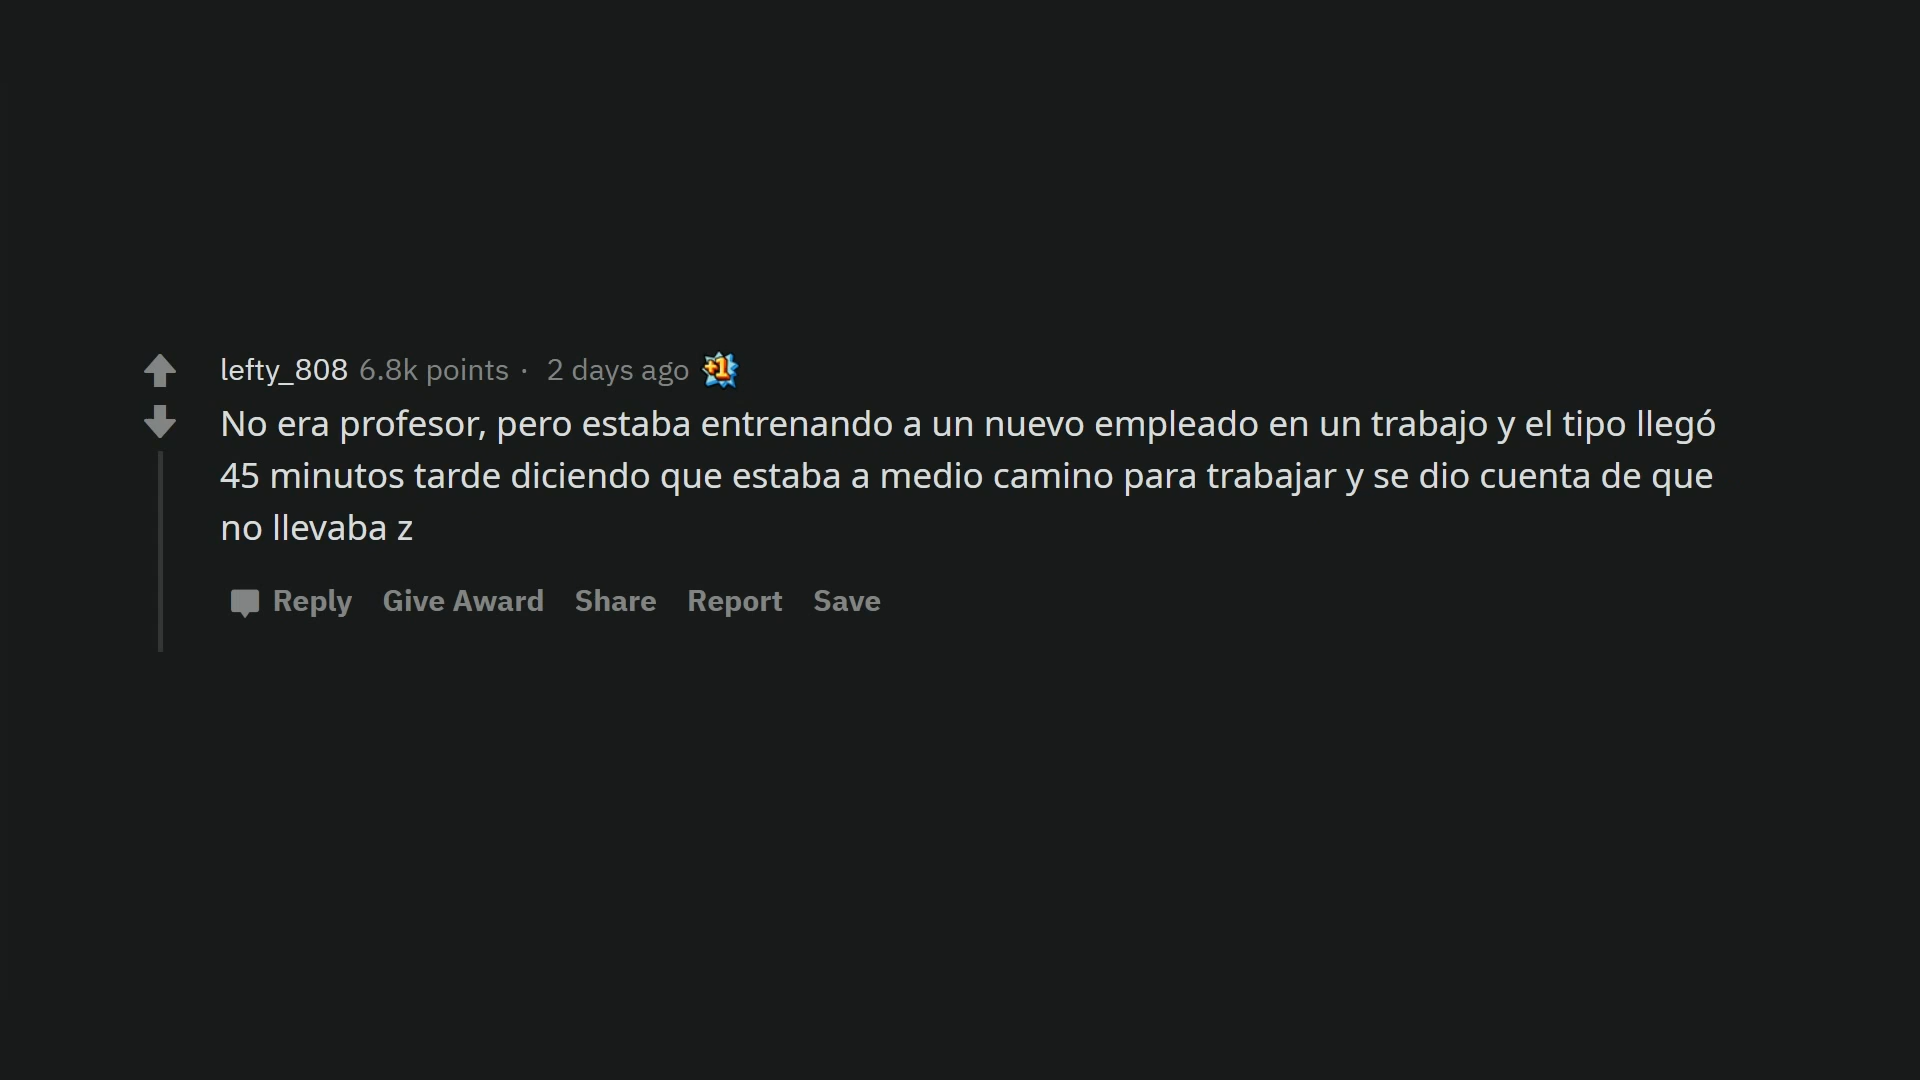 lefty_808 6.8k points · 2 days ago +1
No era profesor, pero estaba entrenando a un nuevo empleado en un trabajo y el tipo llegó
45 minutos tarde diciendo que estaba a medio camino para trabajar y se dio cuenta de que
no llevaba z
Reply Give Award Share Report Save